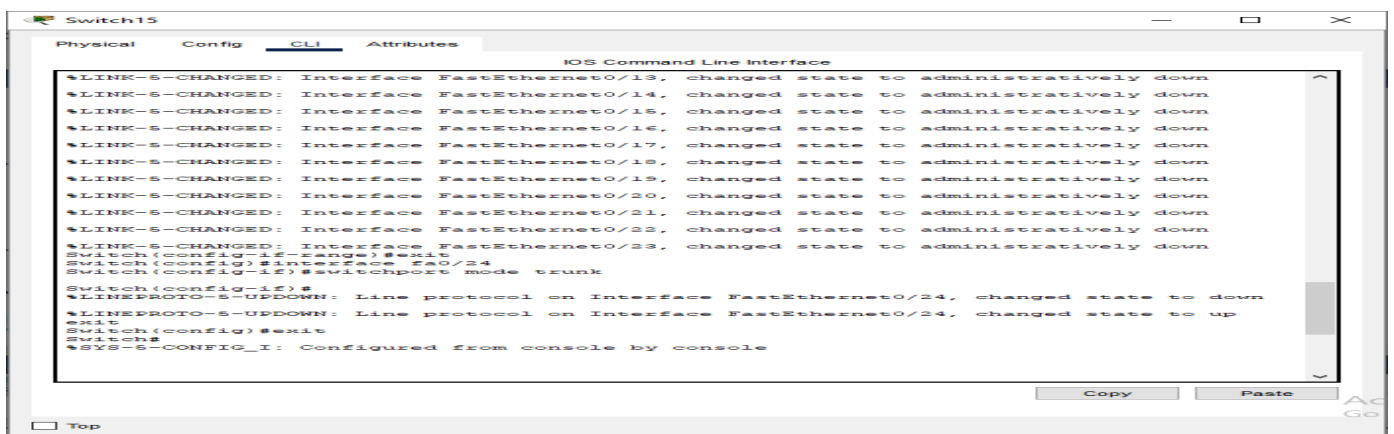 Switch15
Physical Config CLI Attributes
IOS Command Line Interface
%LINK-5-CHANGED: Interface FastEthernet0/13, changed state to administratively down
%LINK-5-CHANGED: Interface FastEthernet0/14, changed state to administratively down
%LINK-5-CHANGED: Interface FastEthernet0/15, changed state to administratively down
%LINK-5-CHANGED: Interface FastEthernet0/16, changed state to administratively down
%LINK-5-CHANGED: Interface FastEthernet0/17, changed state to administratively down
%LINK-5-CHANGED: Interface FastEthernet0/18, changed state to administratively down
%LINK-5-CHANGED: Interface FastEthernet0/19, changed state to administratively down
%LINK-5-CHANGED: Interface FastEthernet0/20, changed state to administratively down
%LINK-5-CHANGED: Interface FastEthernet0/21, changed state to administratively down
%LINK-5-CHANGED: Interface FastEthernet0/22, changed state to administratively down
%LINK-5-CHANGED: Interface FastEthernet0/23, changed state to administratively down
Switch(config-if-range)#exit
Switch(config)#interface fa0/24
Switch(config-if)#switchport mode trunk
Switch(config-if)#
%LINEPROTO-5-UPDOWN: Line protocol on Interface FastEthernet0/24, changed state to down
%LINEPROTO-5-UPDOWN: Line protocol on Interface FastEthernet0/24, changed state to up
exit
Switch(config)#exit
Switch#
%SYS-5-CONFIG_I: Configured from console by console
Copy Paste
Ac
Go
Top